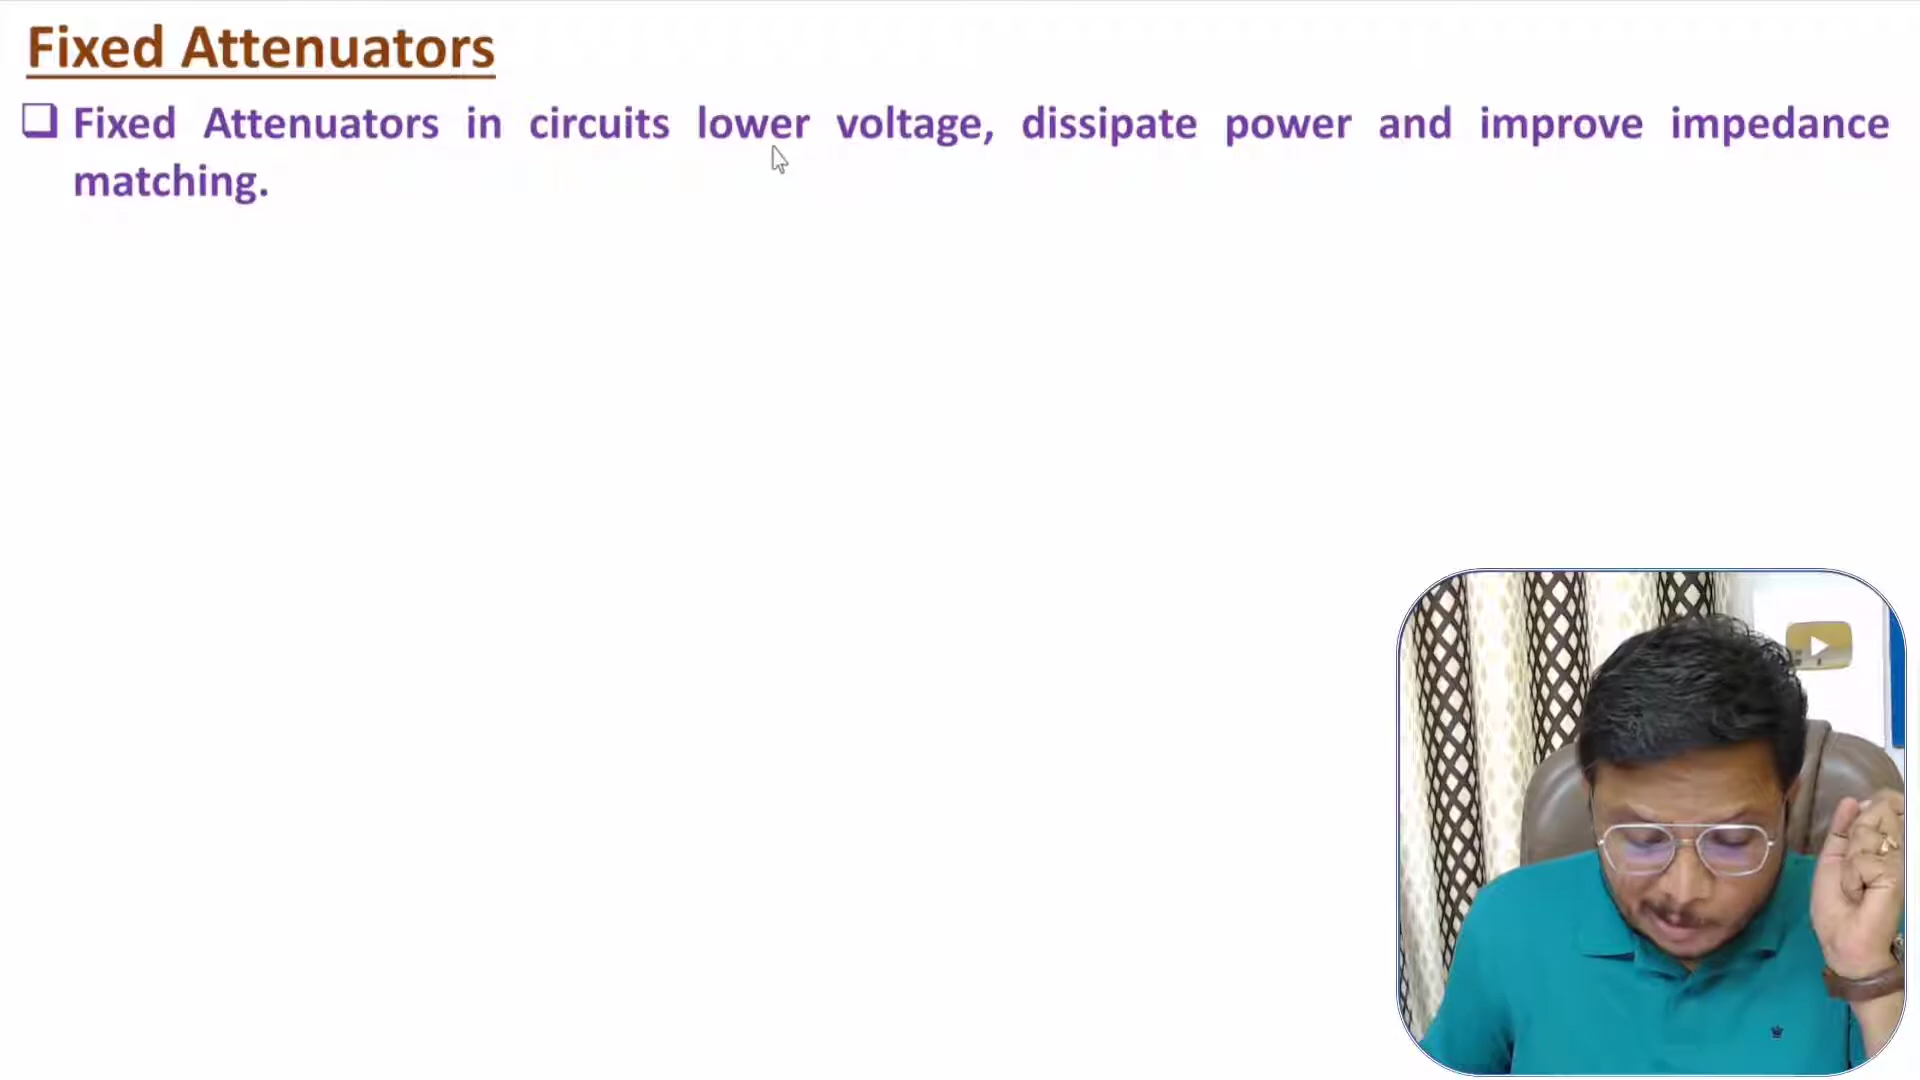 Fixed Attenuators
Fixed Attenuators in circuits lower voltage, dissipate power and improve impedance
matching.